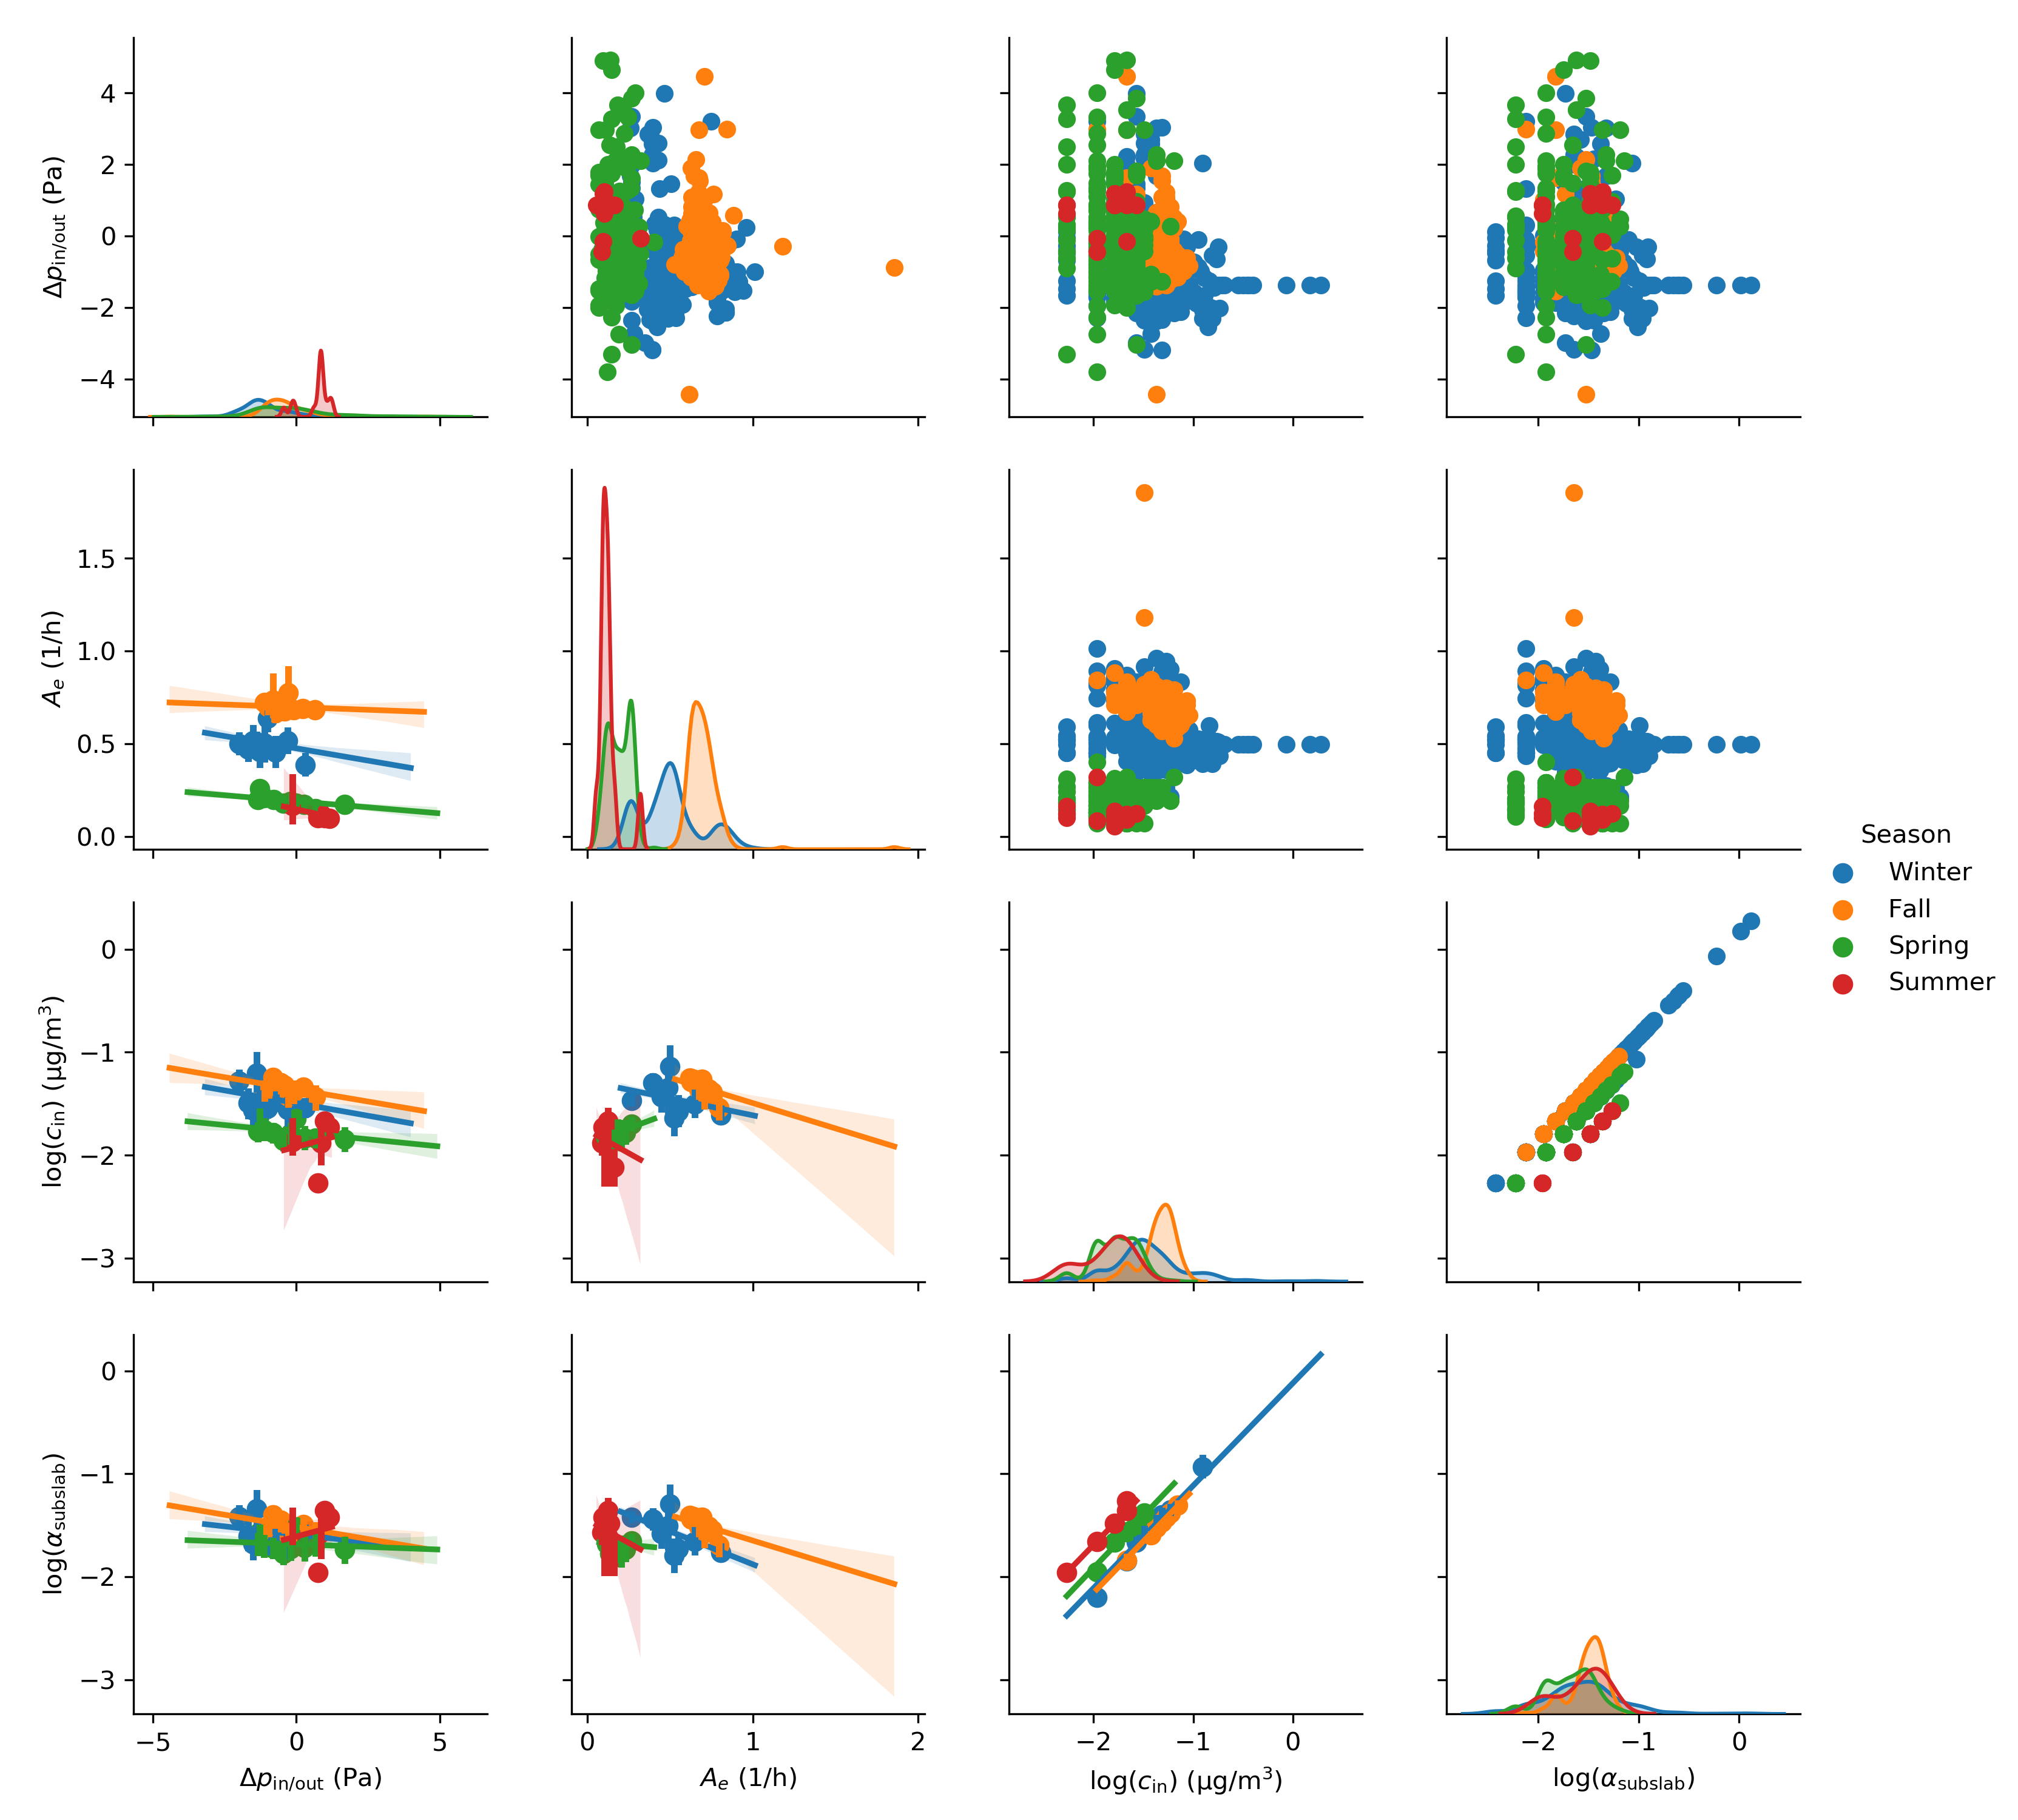 4
2
0
−2
−4
Δp_in/out (Pa)
1.5
1.0
0.5
0.0
A_e (1/h)
Season
Winter
Fall
Spring
Summer
0
−1
−2
−3
log(c_in) (µg/m³)
0
−1
−2
−3
log(α_subslab)
−5 0 5 0 1 2 −2 −1 0 −2 −1 0
Δp_in/out (Pa) A_e (1/h) log(c_in) (µg/m³) log(α_subslab)